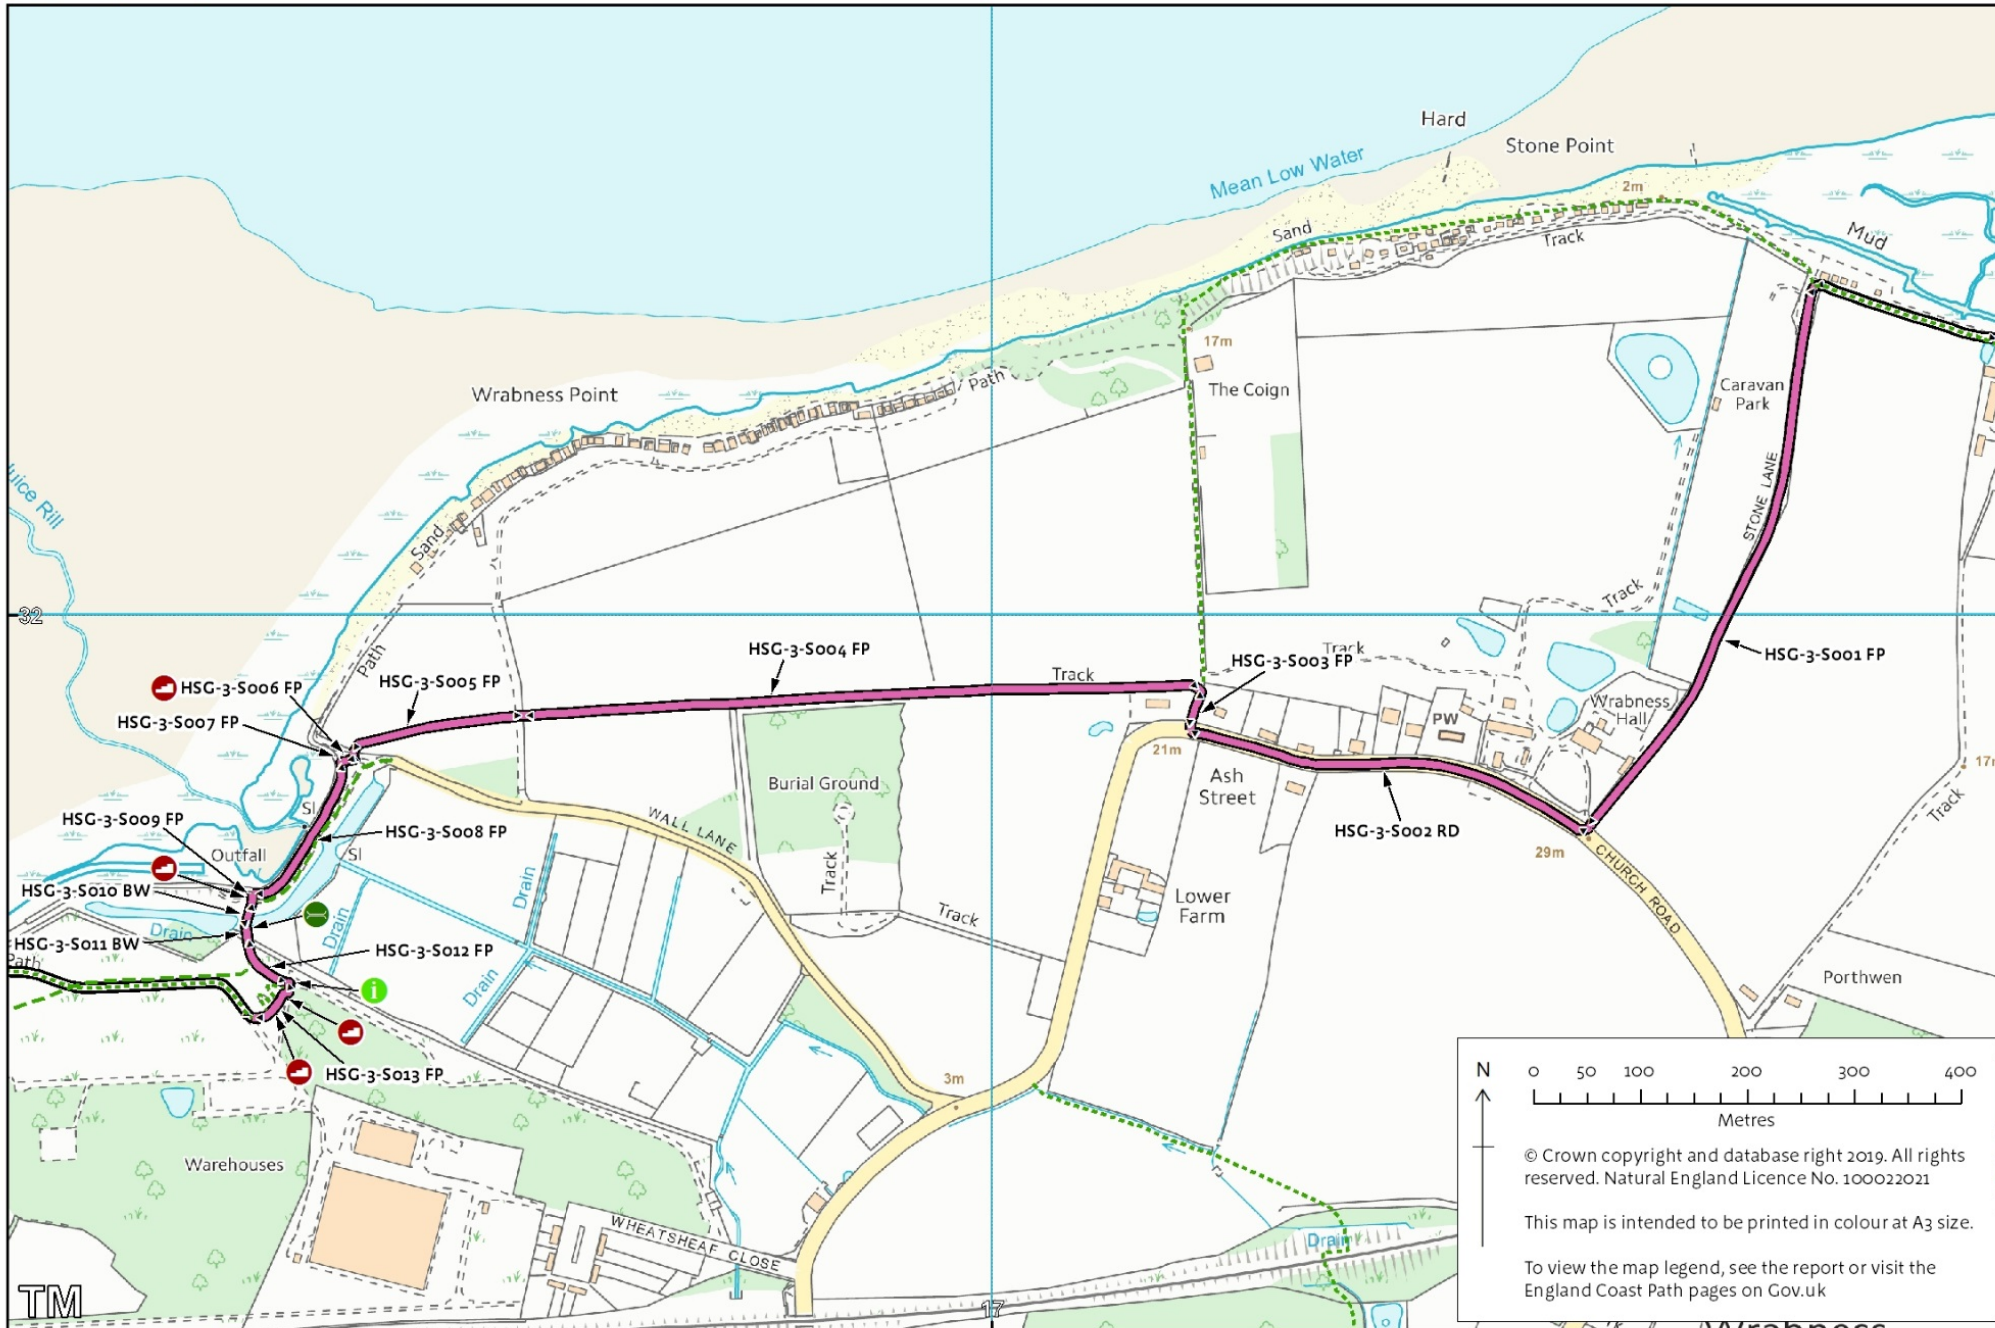 Hard
Stone Point
Mean Low Water
2m
Sand
Track
Mud
17m
The Coign
Caravan
Park
Wrabness Point
Path
STONE LANE
Sand
32
Track
Path
HSG-3-S004 FP
Track
HSG-3-S003 FP
Track
HSG-3-S001 FP
HSG-3-S006 FP
HSG-3-S005 FP
HSG-3-S007 FP
PW
Wrabness
Hall
21m
Ash
Street
Burial Ground
Sl
HSG-3-S009 FP
HSG-3-S008 FP
WALL LANE
HSG-3-S002 RD
29m
CHURCH ROAD
Track
Outfall
Sl
Track
HSG-3-S010 BW
Drain
Lower
Farm
Drain
Drain
Track
HSG-3-S011 BW
HSG-3-S012 FP
Path
Drain
i
Porthwen
HSG-3-S013 FP
3m
Warehouses
WHEATSHEAF CLOSE
Drain
TM
17
N
0 50 100 200 300 400
Metres
© Crown copyright and database right 2019. All rights
reserved. Natural England Licence No. 100022021
This map is intended to be printed in colour at A3 size.
To view the map legend, see the report or visit the
England Coast Path pages on Gov.uk